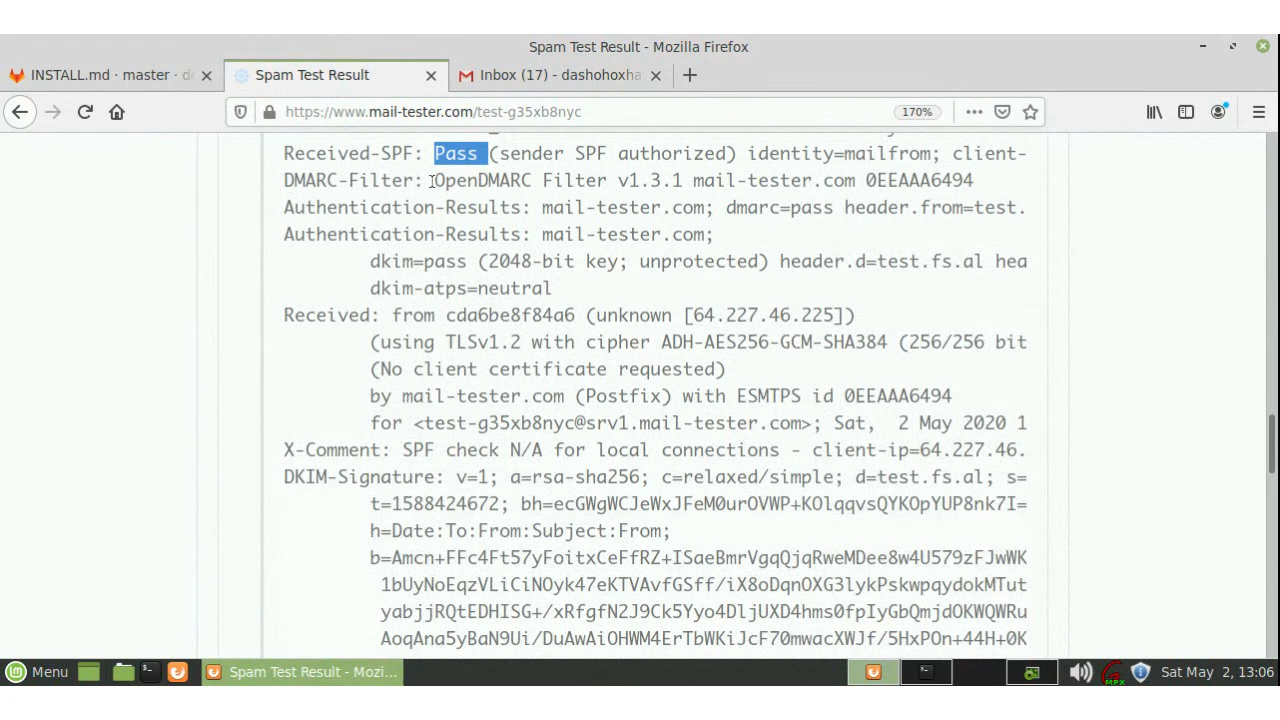 Spam Test Result - Mozilla Firefox
INSTALL.md · master · d
Spam Test Result
Inbox (17) - dashohoxha
https://www.mail-tester.com/test-g35xb8nyc
170%
Received-SPF: Pass (sender SPF authorized) identity=mailfrom; client-
DMARC-Filter: OpenDMARC Filter v1.3.1 mail-tester.com 0EEAAA6494
Authentication-Results: mail-tester.com; dmarc=pass header.from=test.
Authentication-Results: mail-tester.com;
dkim=pass (2048-bit key; unprotected) header.d=test.fs.al hea
dkim-atps=neutral
Received: from cda6be8f84a6 (unknown [64.227.46.225])
(using TLSv1.2 with cipher ADH-AES256-GCM-SHA384 (256/256 bit
(No client certificate requested)
by mail-tester.com (Postfix) with ESMTPS id 0EEAAA6494
for <test-g35xb8nyc@srv1.mail-tester.com>; Sat,  2 May 2020 1
X-Comment: SPF check N/A for local connections - client-ip=64.227.46.
DKIM-Signature: v=1; a=rsa-sha256; c=relaxed/simple; d=test.fs.al; s=
t=1588424672; bh=ecGWgWCJeWxJFeM0urOVWP+KOlqqvsQYKOpYUP8nk7I=
h=Date:To:From:Subject:From;
b=Amcn+FFc4Ft57yFoitxCeFfRZ+ISaeBmrVgqQjqRweMDee8w4U579zFJwWK
1bUyNoEqzVLiCiNOyk47eKTVAvfGSff/iX8oDqnOXG3lykPskwpqydokMTut
yabjjRQtEDHISG+/xRfgfN2J9Ck5Yyo4DljUXD4hms0fpIyGbQmjdOKWQWRu
AoqAna5yBaN9Ui/DuAwAiOHWM4ErTbWKiJcF70mwacXWJf/5HxPOn+44H+0K
Menu
Spam Test Result - Mozi...
MPX
Sat May 2, 13:06